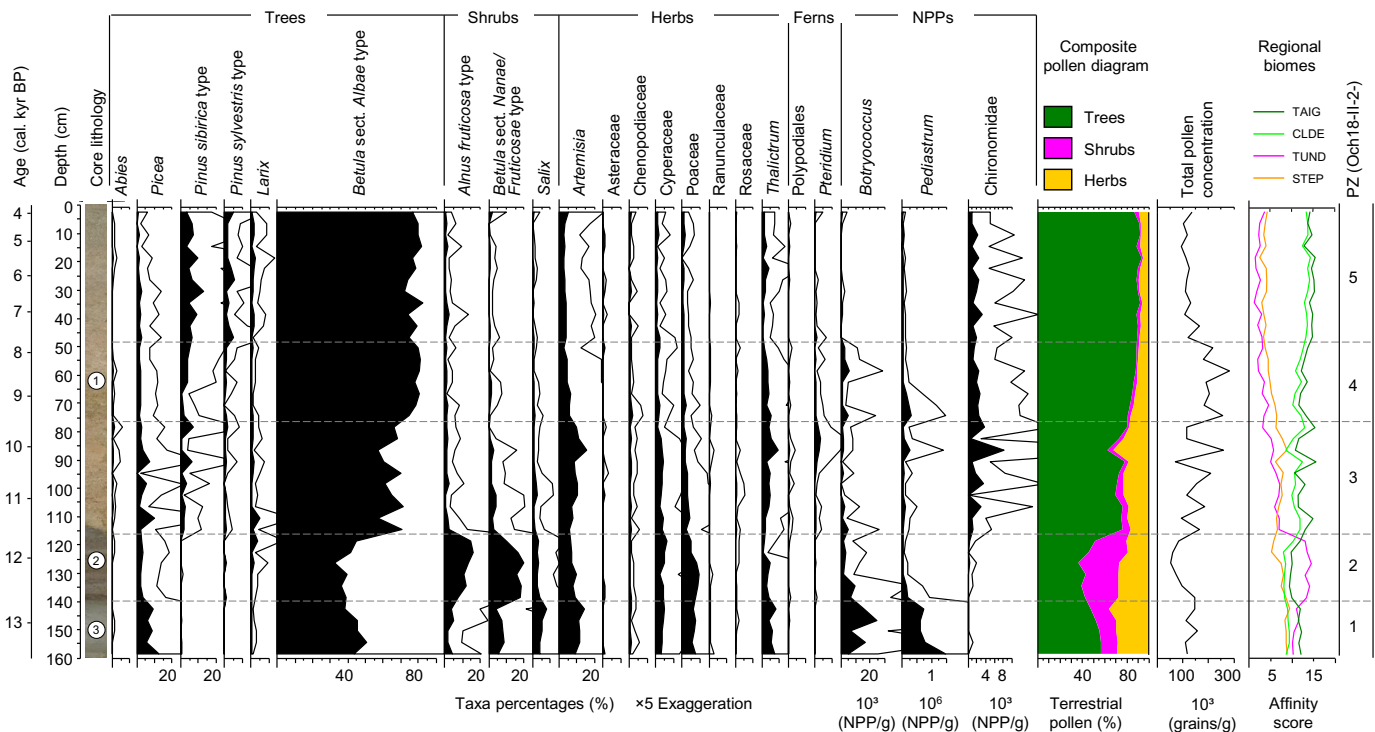 Trees
Shrubs
Herbs
Ferns
NPPs
Age (cal. kyr BP)
Depth (cm)
Core lithology
Abies
Picea
Pinus sibirica type
Pinus sylvestris type
Larix
Betula sect. Albae type
Alnus fruticosa type
Betula sect. Nanae/
Fruticosae type
Salix
Artemisia
Asteraceae
Chenopodiaceae
Cyperaceae
Poaceae
Ranunculaceae
Rosaceae
Thalictrum
Polypodiales
Pteridium
Botryococcus
Pediastrum
Chironomidae
Composite
pollen diagram
Trees
Shrubs
Herbs
Total pollen
concentration
Regional
biomes
TAIG
CLDE
TUND
STEP
PZ (Och18-II-2-)
4
5
6
7
8
9
10
11
12
13
0
10
20
30
40
50
60
70
80
90
100
110
120
130
140
150
160
1
2
3
5
4
3
2
1
20
20
40
80
20
20
20
1
4 8
40 80
100 300
5 15
Taxa percentages (%)
×5 Exaggeration
10³
(NPP/g)
10⁶
(NPP/g)
10³
(NPP/g)
Terrestrial
pollen (%)
10³
(grains/g)
Affinity
score